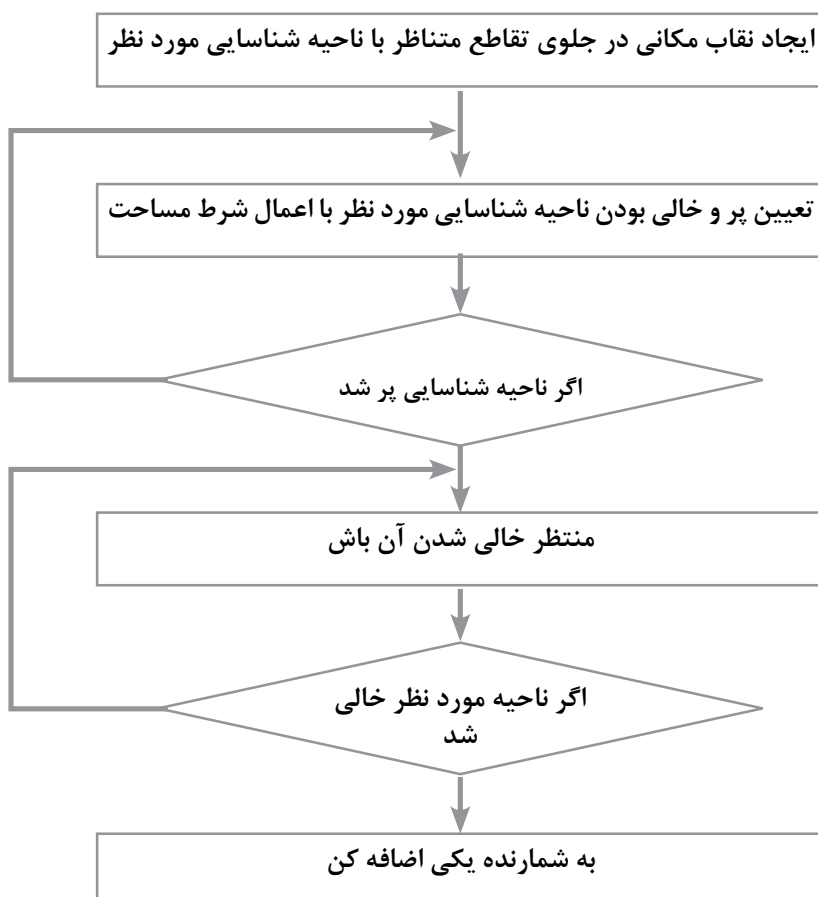 ایجاد نقاب مکانی در جلوی تقاطع متناظر با ناحیه شناسایی مورد نظر
تعیین پر و خالی بودن ناحیه شناسایی مورد نظر با اعمال شرط مساحت
اگر ناحیه شناسایی پر شد
منتظر خالی شدن آن باش
اگر ناحیه مورد نظر خالی
شد
به شمارنده یکی اضافه کن